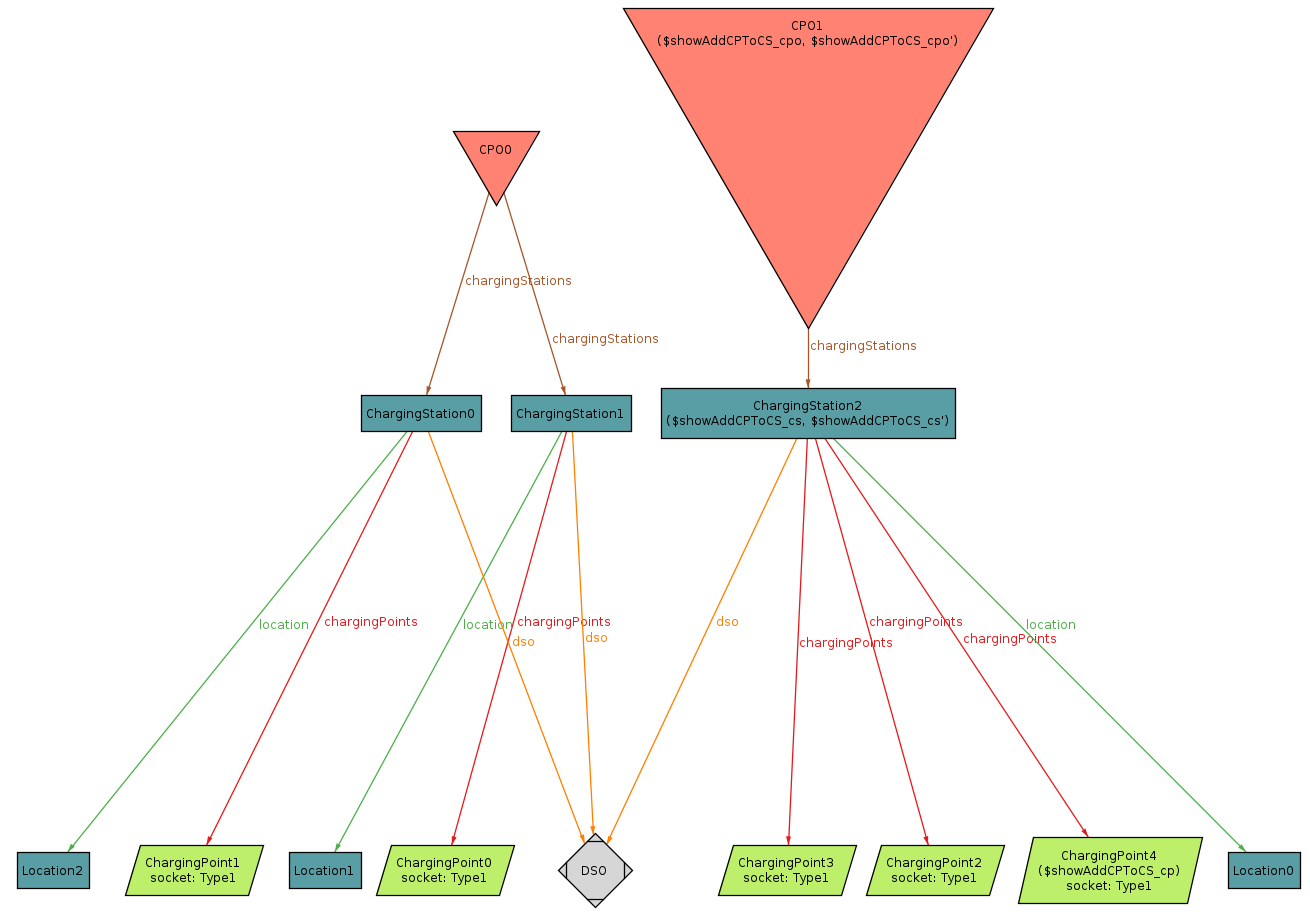 CPO1
($showAddCPToCS_cpo, $showAddCPToCS_cpo')
CPO0
chargingStations
chargingStations
chargingStations
ChargingStation0
ChargingStation1
ChargingStation2
($showAddCPToCS_cs, $showAddCPToCS_cs')
location
chargingPoints
location
chargingPoints
dso
dso
dso
chargingPoints
chargingPoints
chargingPoints
location
Location2
ChargingPoint1
socket: Type1
Location1
ChargingPoint0
socket: Type1
DSO
ChargingPoint3
socket: Type1
ChargingPoint2
socket: Type1
ChargingPoint4
($showAddCPToCS_cp)
socket: Type1
Location0